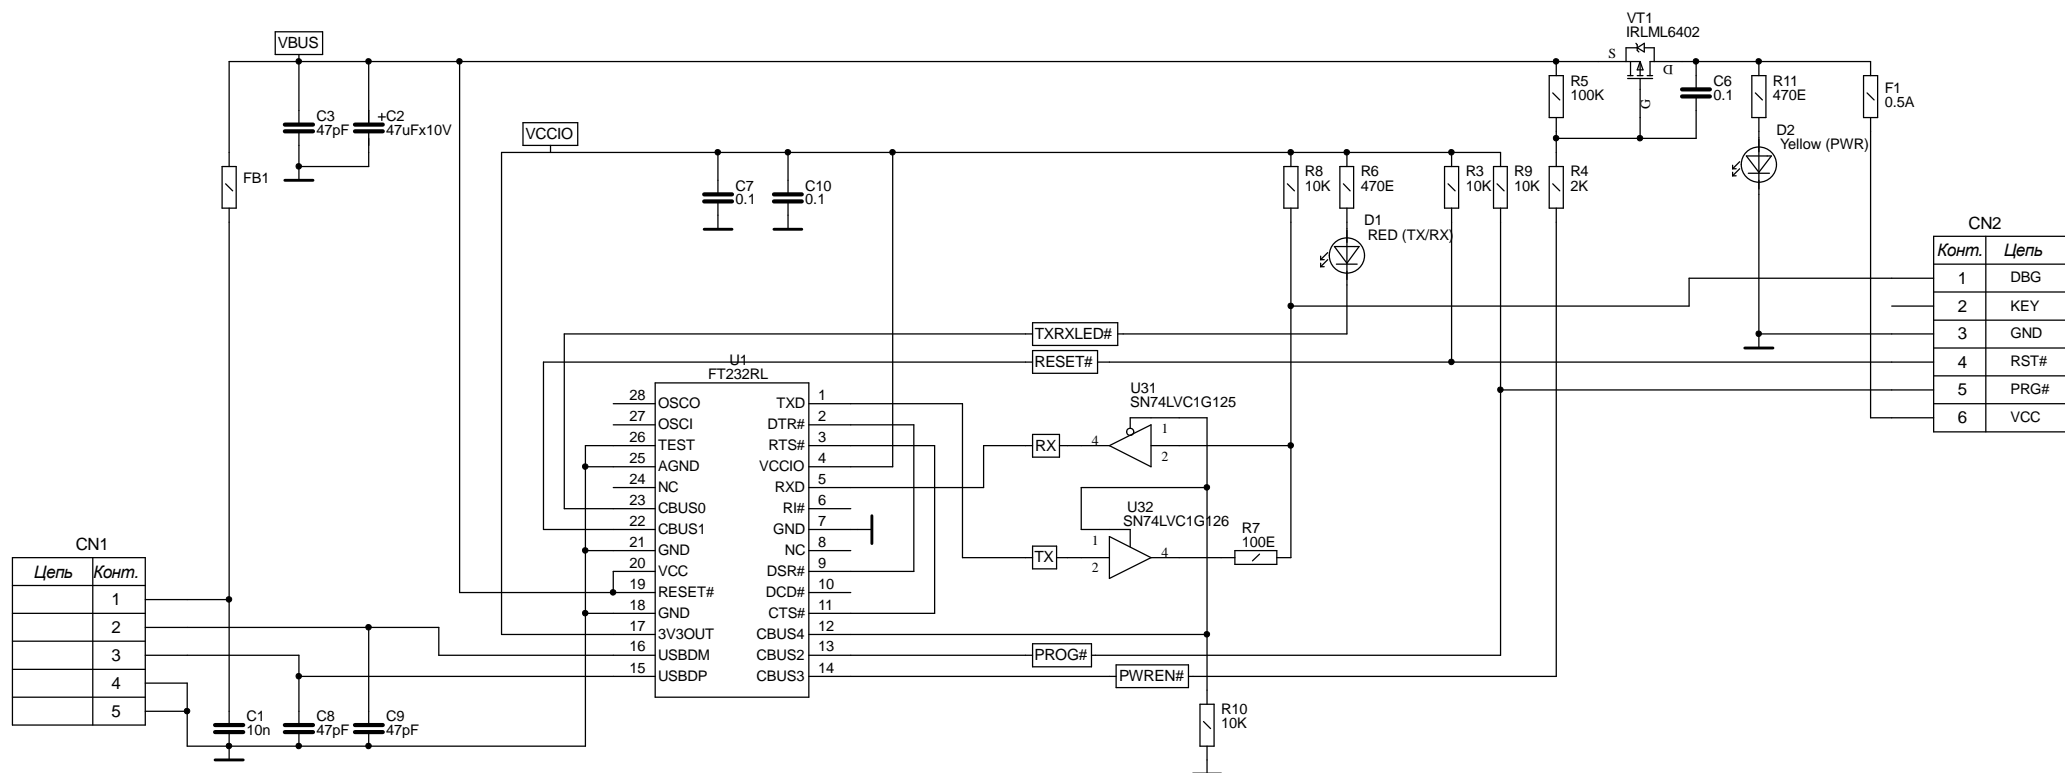 VT1
IRLML6402
VBUS
S
D
G
C3
47pF
+C2
47uFx10V
R5
100K
C6
0.1
R11
470E
F1
0.5A
VCCIO
D2
Yellow (PWR)
FB1
C7
0.1
C10
0.1
R8
10K
R6
470E
R3
10K
R9
10K
R4
2K
D1
RED (TX/RX)
CN2
Конт. Цепь
1 DBG
2 KEY
3 GND
4 RST#
5 PRG#
6 VCC
TXRXLED#
RESET#
U1
FT232RL
28 OSCO TXD 1
27 OSCI DTR# 2
26 TEST RTS# 3
25 AGND VCCIO 4
24 NC RXD 5
23 CBUS0 RI# 6
22 CBUS1 GND 7
21 GND NC 8
20 VCC DSR# 9
19 RESET# DCD# 10
18 GND CTS# 11
17 3V3OUT CBUS4 12
16 USBDM CBUS2 13
15 USBDP CBUS3 14
U31
SN74LVC1G125
RX
4
1
2
U32
SN74LVC1G126
TX
1
2
4
R7
100E
PROG#
PWREN#
R10
10K
CN1
Цепь Конт.
1
2
3
4
5
C1
10n
C8
47pF
C9
47pF